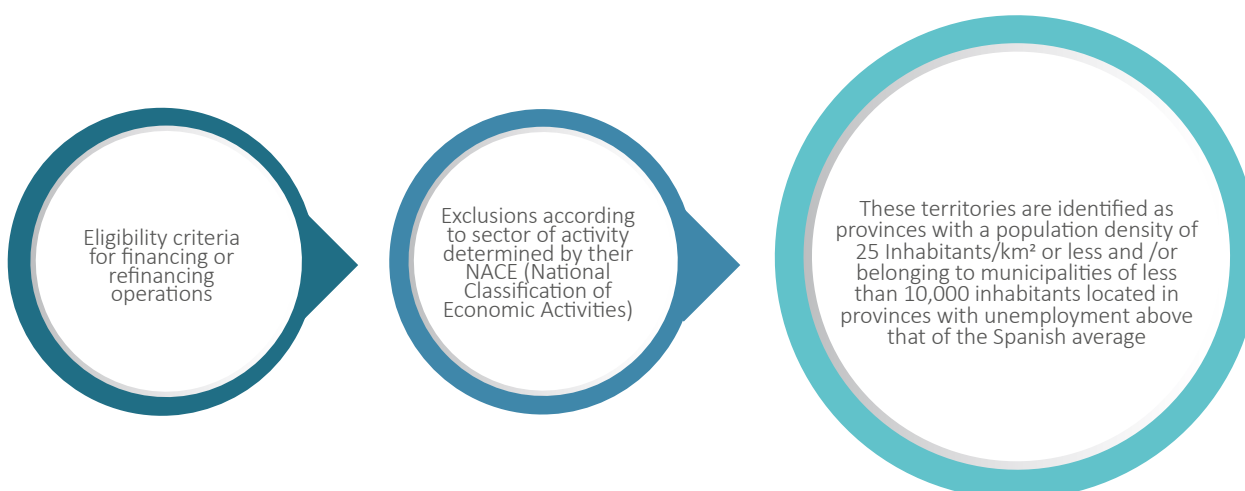 Eligibility criteria
for financing or
refinancing
operations
Exclusions according
to sector of activity
determined by their
NACE (National
Classification of
Economic Activities)
These territories are identified as
provinces with a population density of
25 Inhabitants/km² or less and /or
belonging to municipalities of less
than 10,000 inhabitants located in
provinces with unemployment above
that of the Spanish average